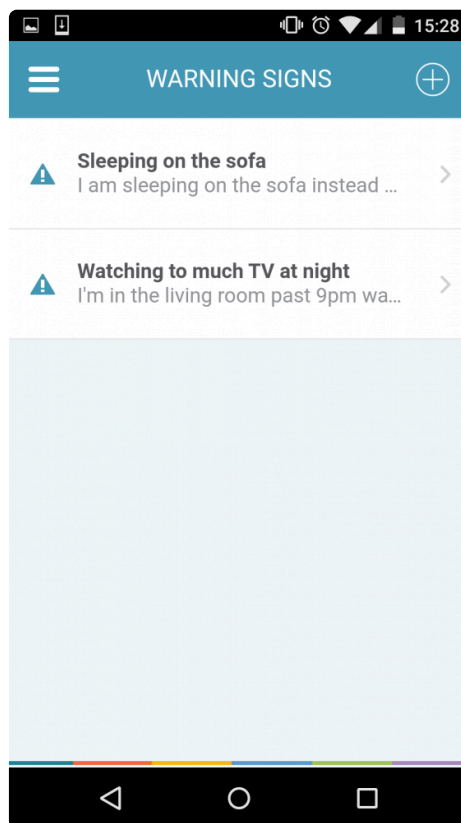 15:28
WARNING SIGNS
Sleeping on the sofa
I am sleeping on the sofa instead ...
Watching to much TV at night
I'm in the living room past 9pm wa...